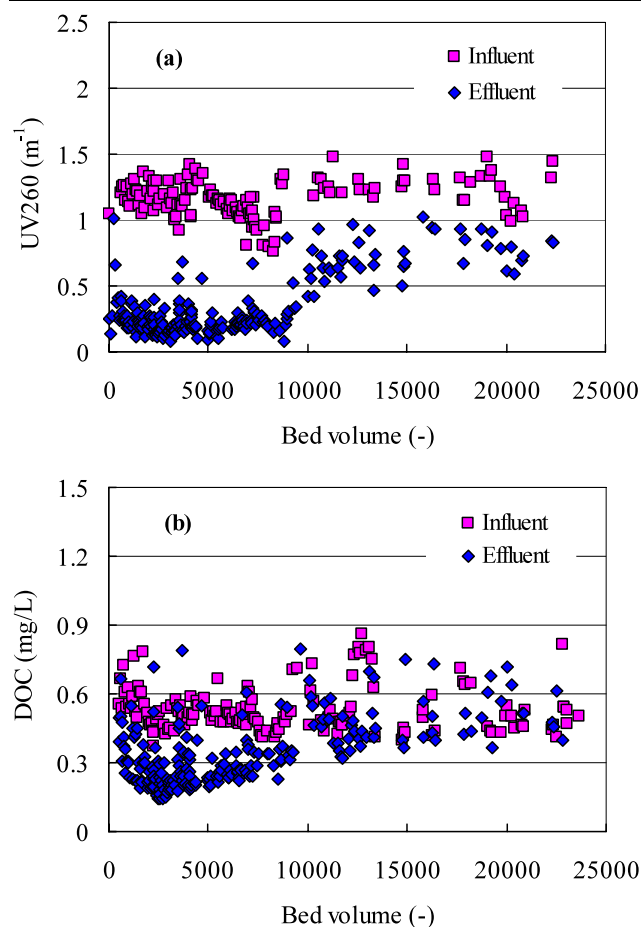 2.5
(a)
Influent
2
Effluent
1.5
1
0.5
0
UV260 (m-1)
0 5000 10000 15000 20000 25000
Bed volume (-)
1.5
(b)
Influent
1.2
Effluent
0.9
0.6
0.3
0
DOC (mg/L)
0 5000 10000 15000 20000 25000
Bed volume (-)